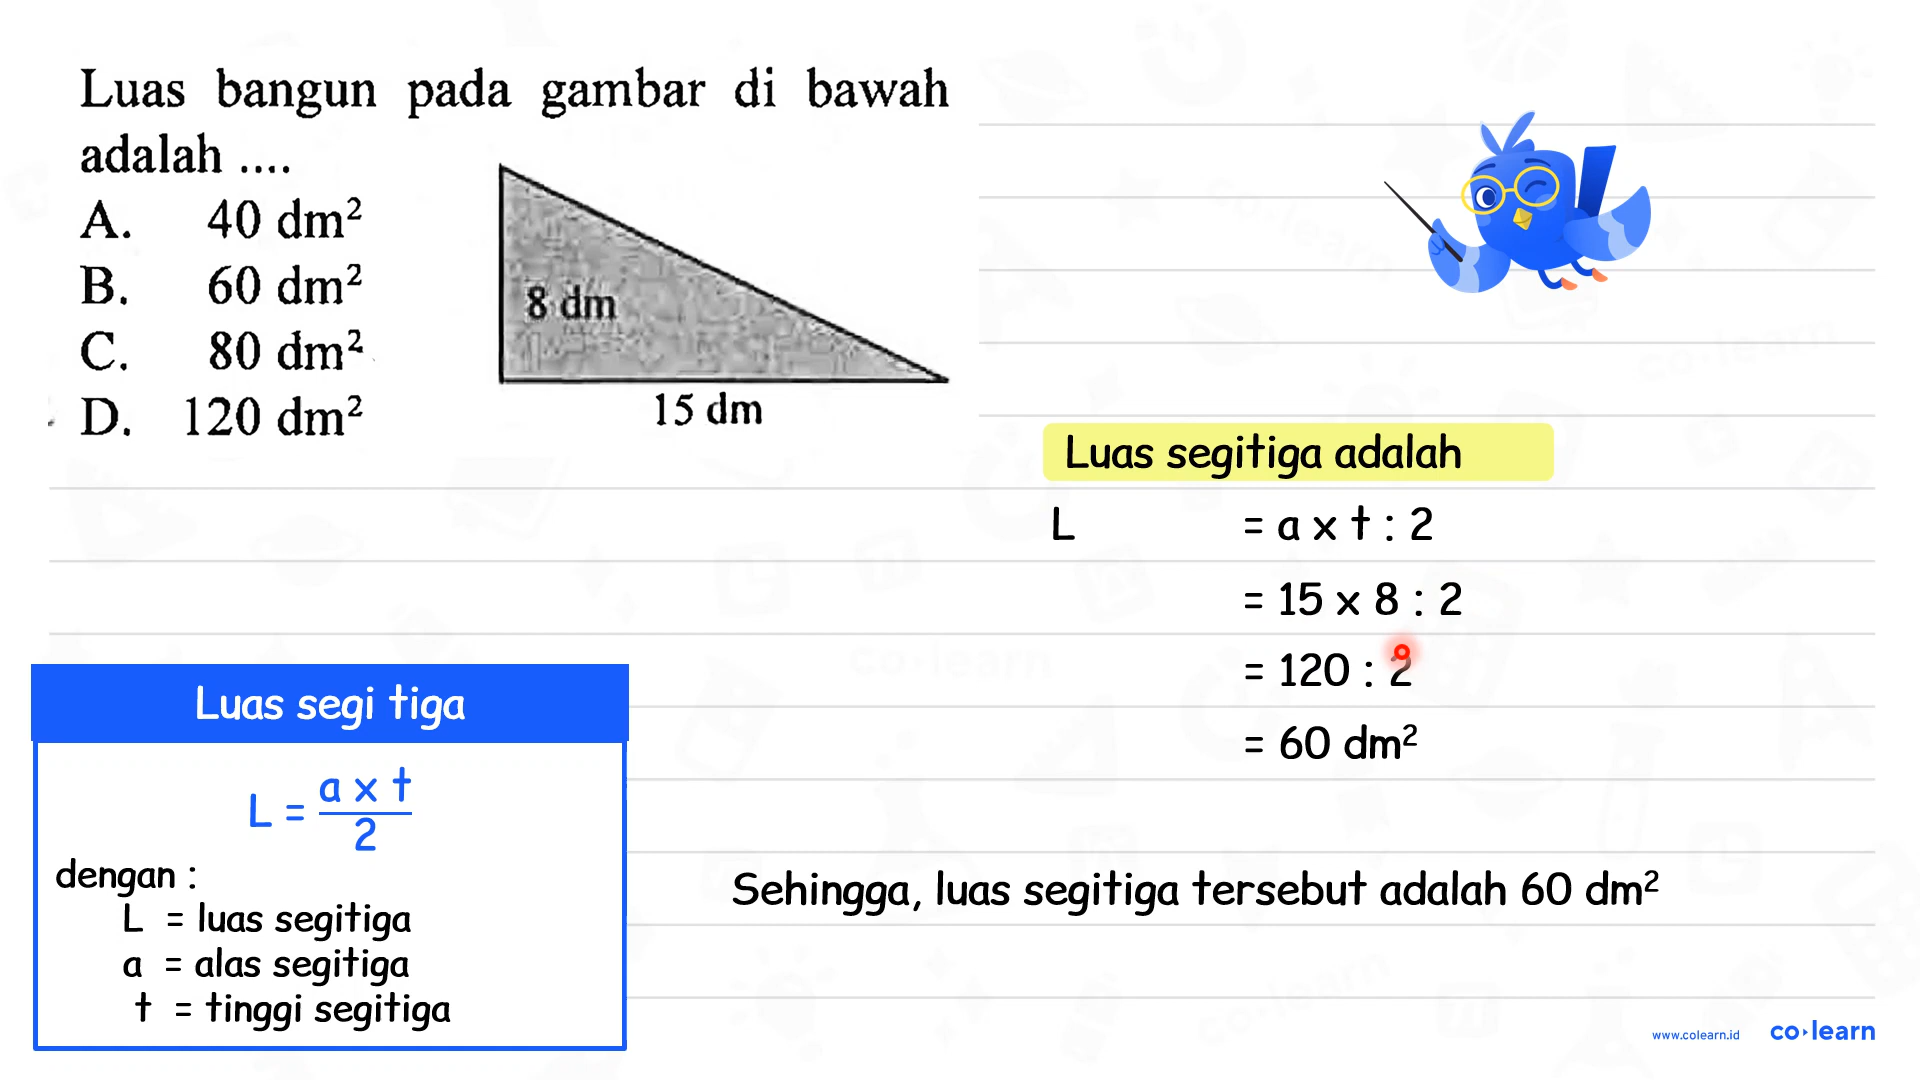 Luas bangun pada gambar di bawah
adalah ....
A. 40 dm²
B. 60 dm²
C. 80 dm²
D. 120 dm²
8 dm
15 dm
Luas segitiga adalah
L = a x t : 2
= 15 x 8 : 2
= 120 : 2
= 60 dm²
Luas segi tiga
L = \frac{a x t}{2}
dengan :
L = luas segitiga
a = alas segitiga
t = tinggi segitiga
Sehingga, luas segitiga tersebut adalah 60 dm²
www.colearn.id co·learn